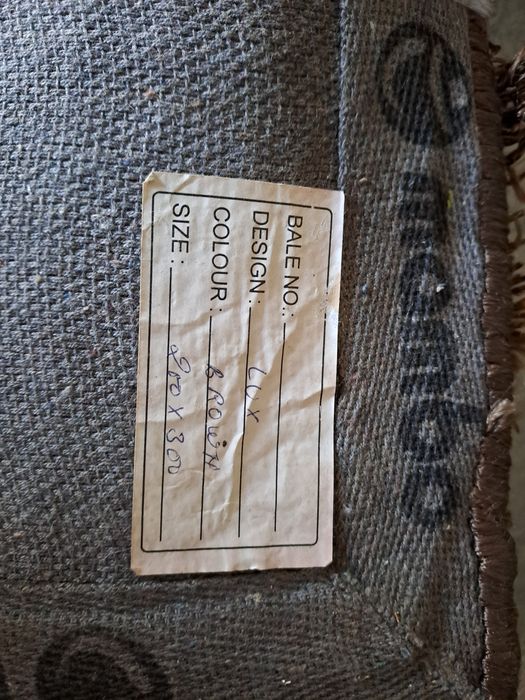 BALE NO.:
DESIGN: LUX
COLOUR: BROWN
SIZE: 200 x 300